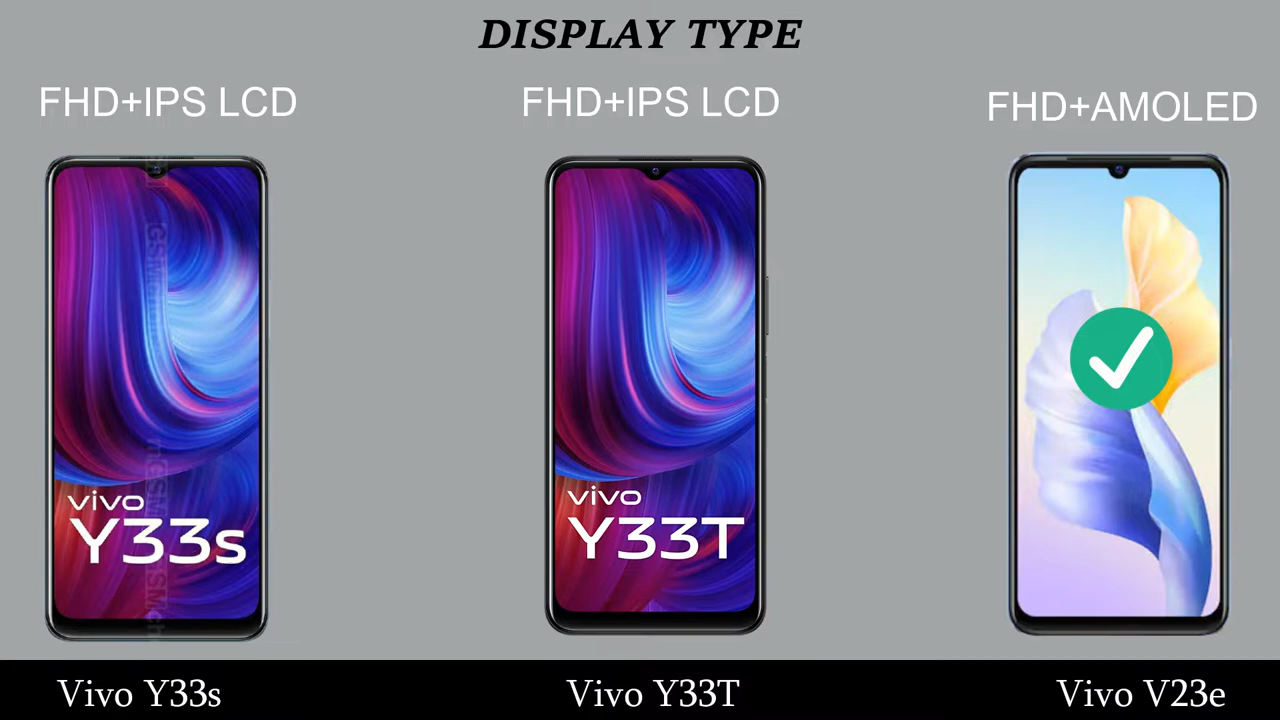 DISPLAY TYPE
FHD+IPS LCD
FHD+IPS LCD
FHD+AMOLED
vivo
Y33s
vivo
Y33T
Vivo Y33s
Vivo Y33T
Vivo V23e